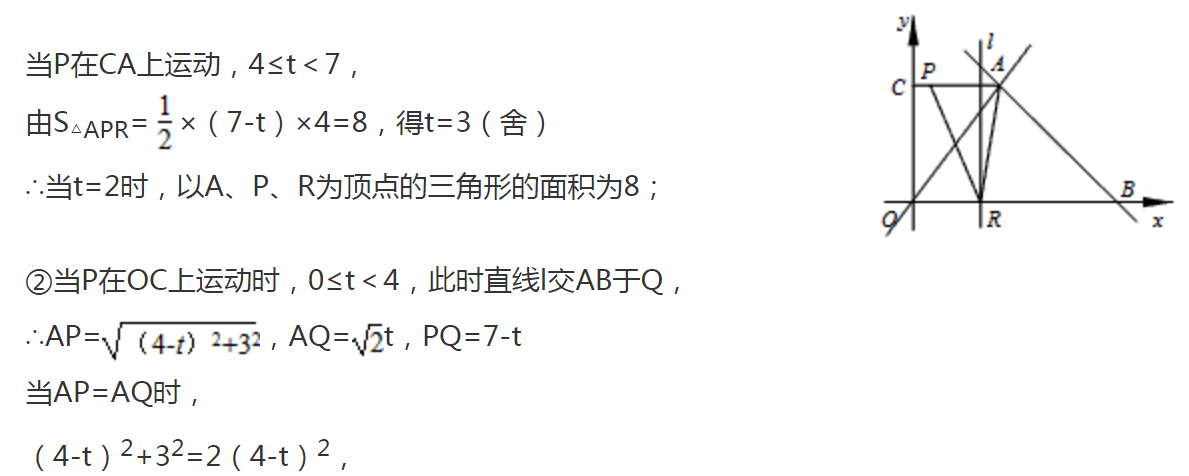 当P在CA上运动，4≤t＜7，
由S△APR=1/2×（7-t）×4=8，得t=3（舍）
∴当t=2时，以A、P、R为顶点的三角形的面积为8；
②当P在OC上运动时，0≤t＜4，此时直线l交AB于Q，
∴AP=√（4-t）²+3²，AQ=√2t，PQ=7-t
当AP=AQ时，
（4-t）²+3²=2（4-t）²，
y
l
A
P
C
B
O
R
x